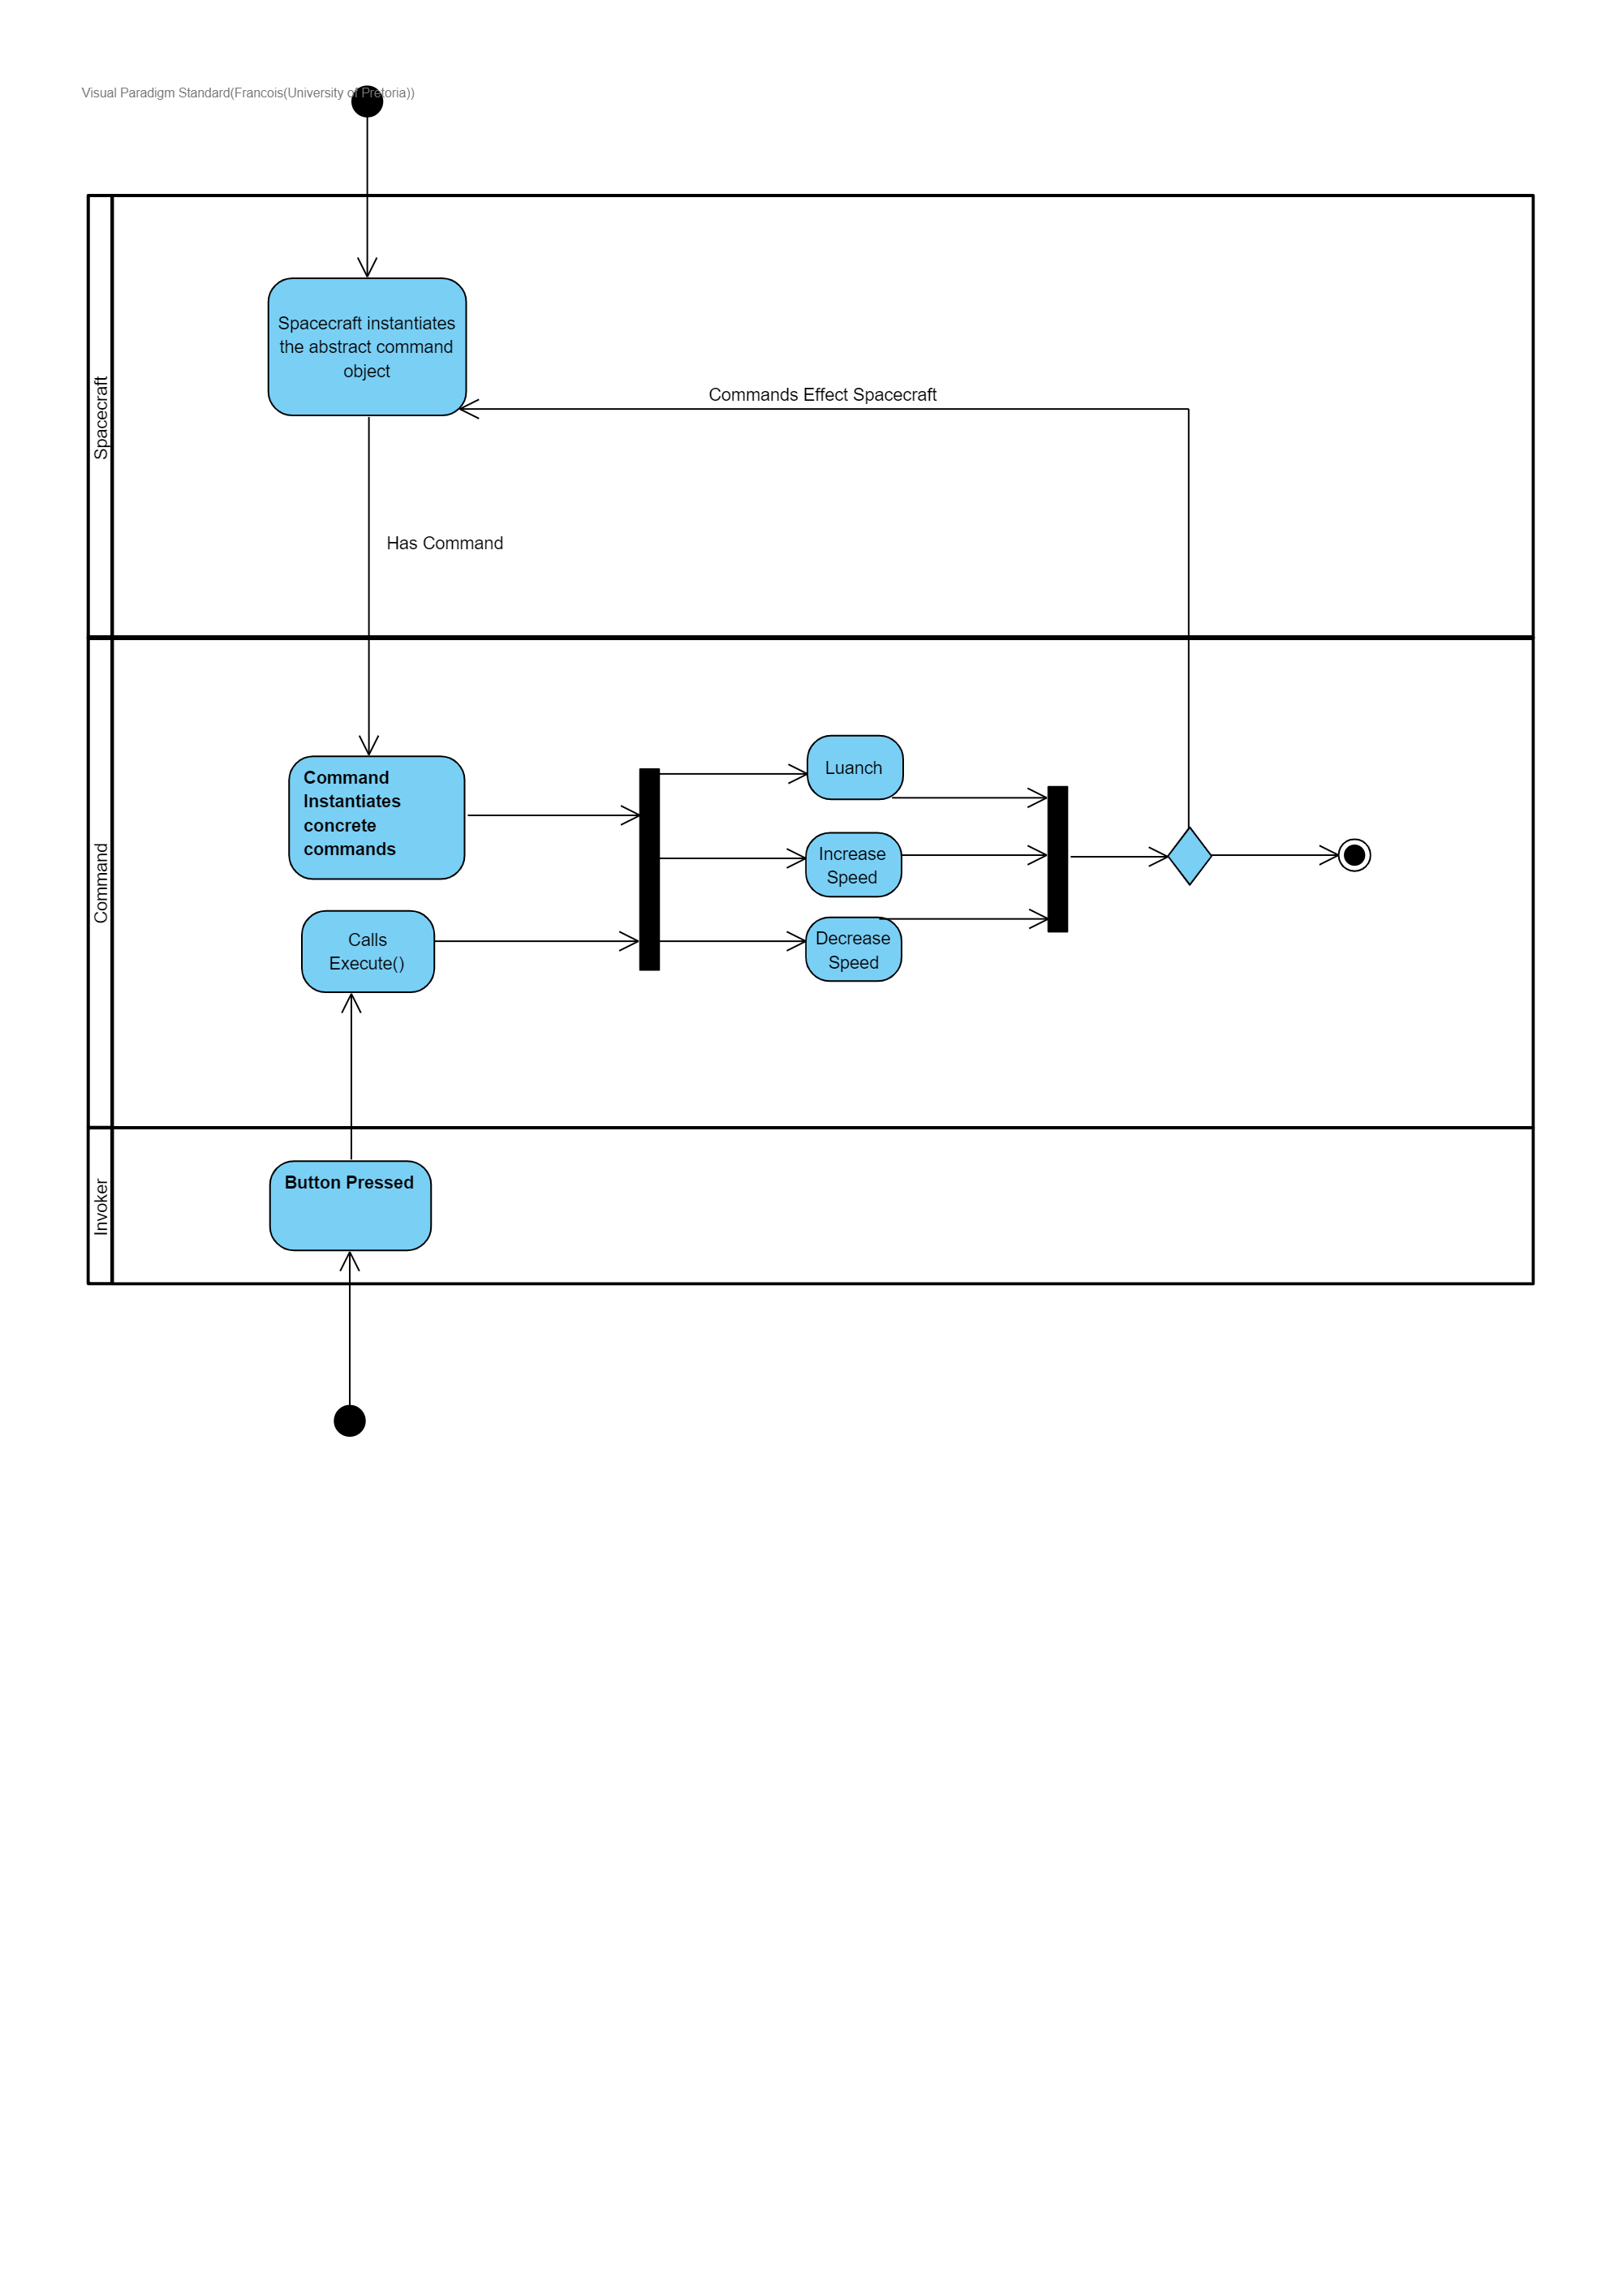 Visual Paradigm Standard(Francois(University of Pretoria))
Spacecraft
Spacecraft instantiates
the abstract command
object
Commands Effect Spacecraft
Has Command
Command
Command
Instantiates
concrete
commands
Luanch
Increase
Speed
Decrease
Speed
Calls
Execute()
Invoker
Button Pressed